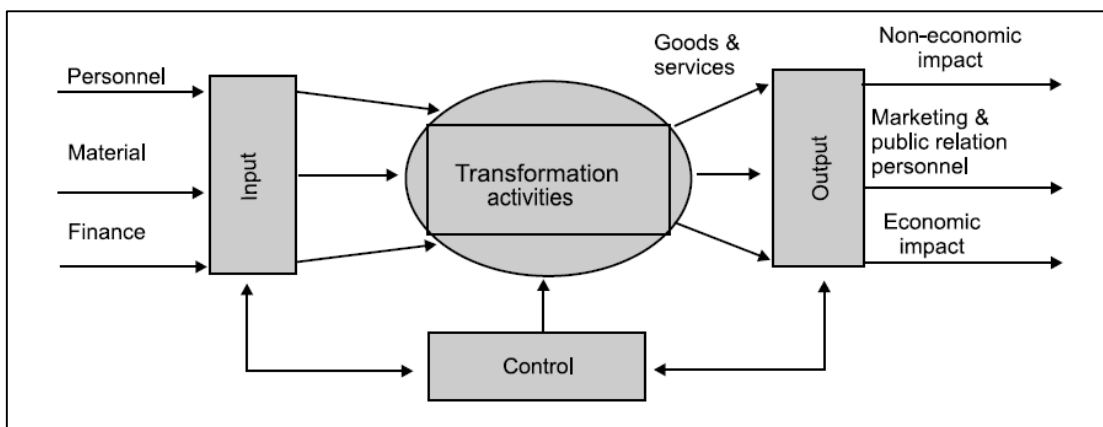 Personnel
Material
Finance
Input
Transformation
activities
Control
Goods &
services
Output
Non-economic
impact
Marketing &
public relation
personnel
Economic
impact